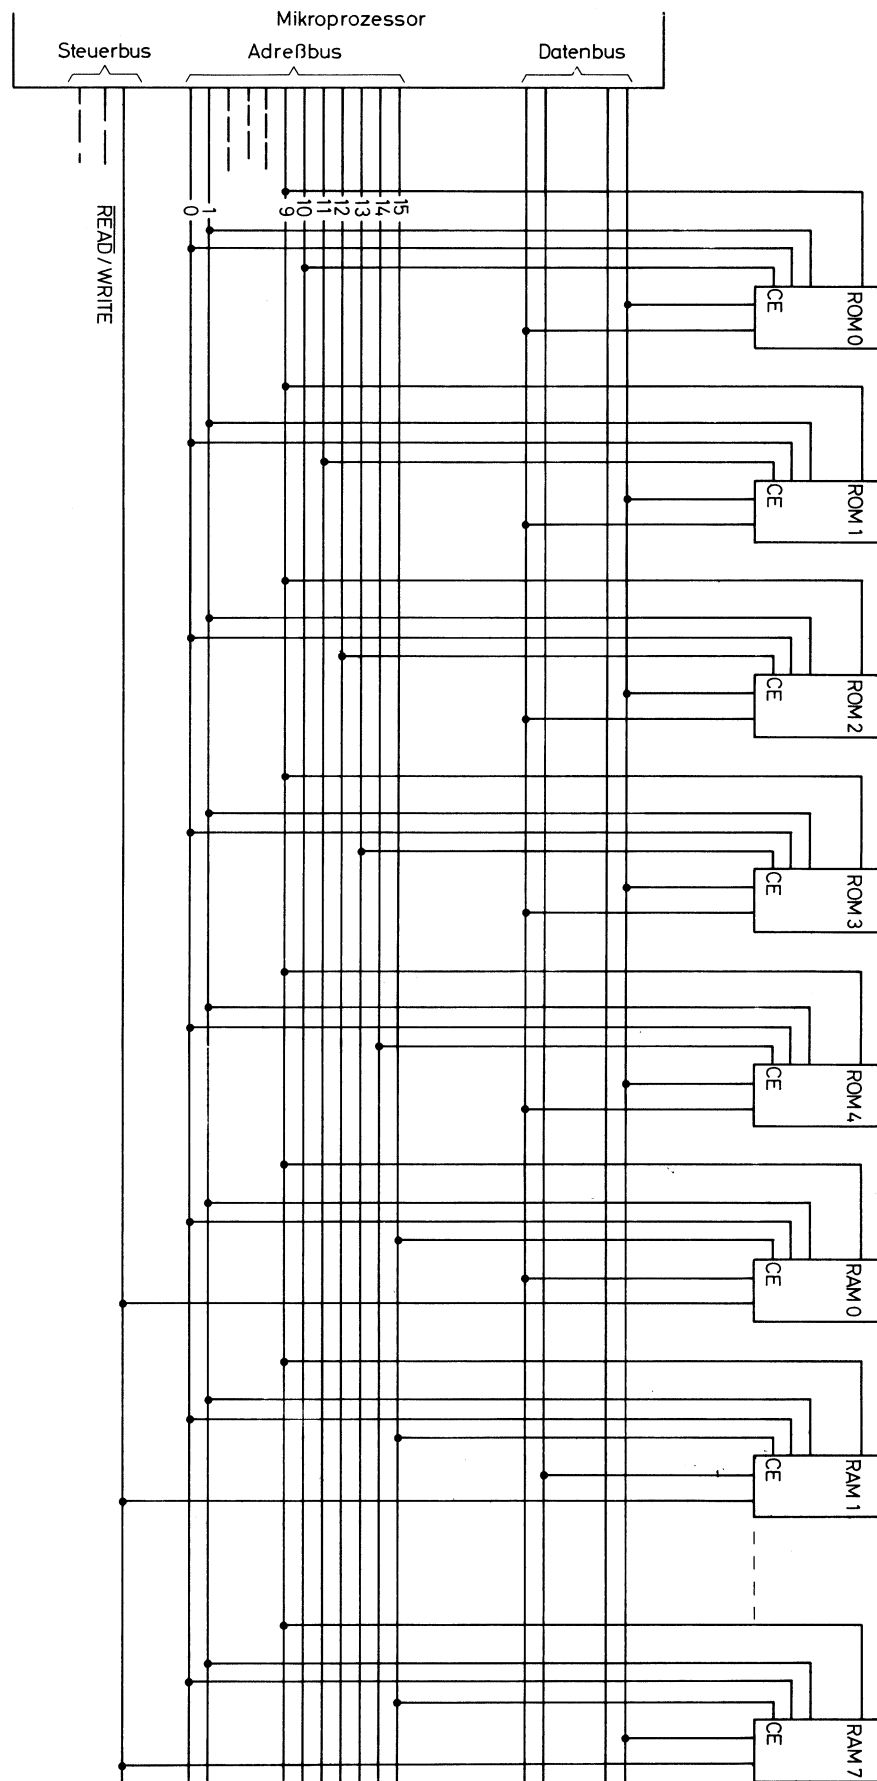 Mikroprozessor
Steuerbus
Adreßbus
Datenbus
READ/WRITE
0
1
9
10
11
12
13
14
15
CE
ROM 0
CE
ROM 1
CE
ROM 2
CE
ROM 3
CE
ROM 4
CE
RAM 0
CE
RAM 1
CE
RAM 7